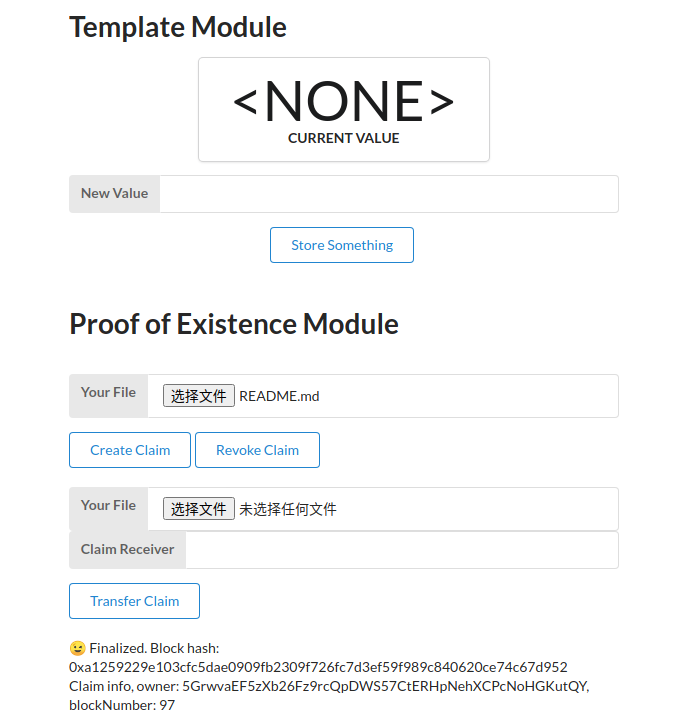 Template Module
<NONE>
CURRENT VALUE
New Value
Store Something
Proof of Existence Module
Your File 选择文件 README.md
Create Claim Revoke Claim
Your File 选择文件 未选择任何文件
Claim Receiver
Transfer Claim
😉 Finalized. Block hash:
0xa1259229e103cfc5dae0909fb2309f726fc7d3ef59f989c840620ce74c67d952
Claim info, owner: 5GrwvaEF5zXb26Fz9rcQpDWS57CtERHpNehXCPcNoHGKutQY,
blockNumber: 97